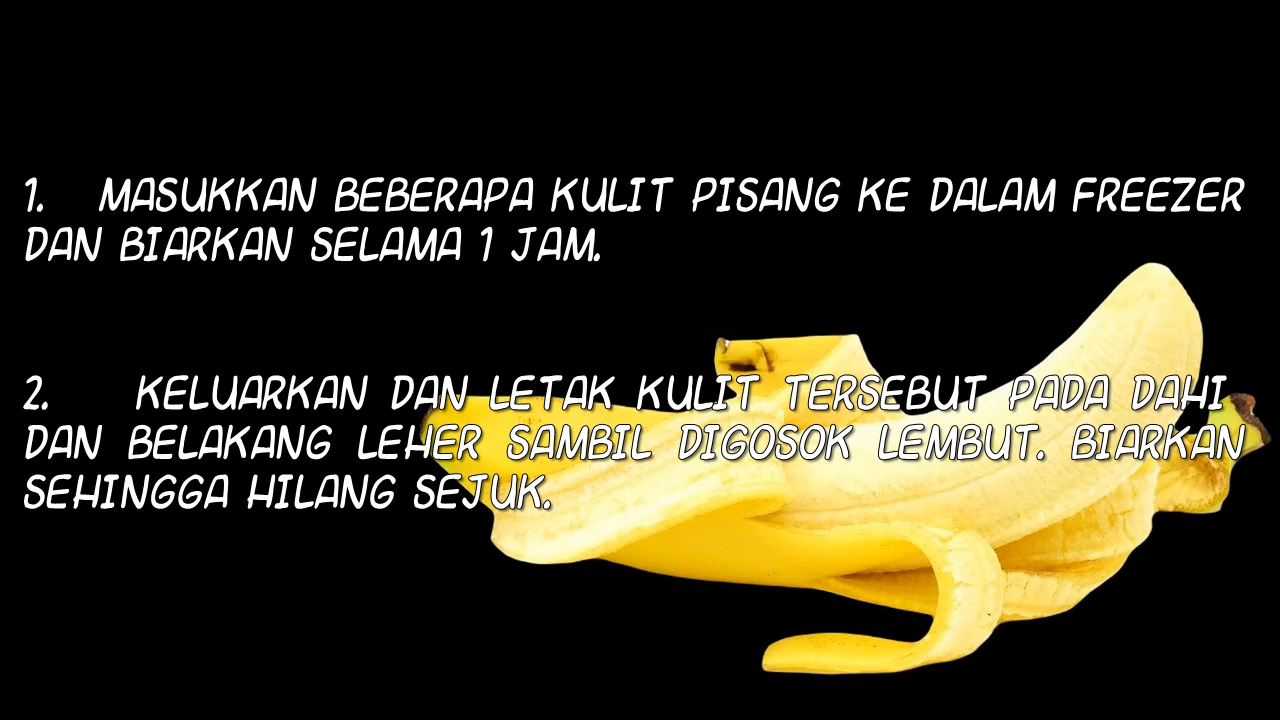 1. MASUKKAN BEBERAPA KULIT PISANG KE DALAM FREEZER
DAN BIARKAN SELAMA 1 JAM.
2. KELUARKAN DAN LETAK KULIT TERSEBUT PADA DAHI
DAN BELAKANG LEHER SAMBIL DIGOSOK LEMBUT. BIARKAN
SEHINGGA HILANG SEJUK.